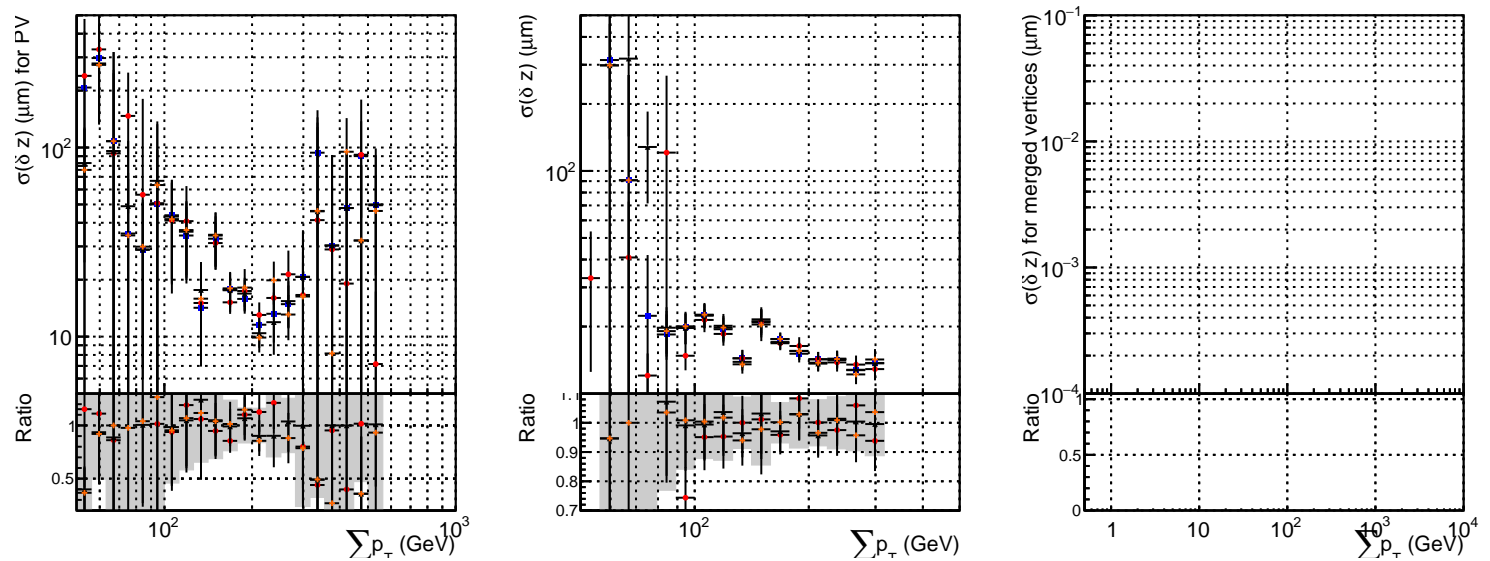 σ(δ z) (μm) for PV
10²
10
Ratio
1
0.5
10²
10³
∑p_T (GeV)
σ(δ z) (μm)
10²
Ratio
1.1
1
0.9
0.8
0.7
10²
∑p_T (GeV)
σ(δ z) for merged vertices (μm)
10⁻¹
10⁻²
10⁻³
10⁻⁴
Ratio
1
0.5
0
1
10
10²
10³
10⁴
∑p_T (GeV)